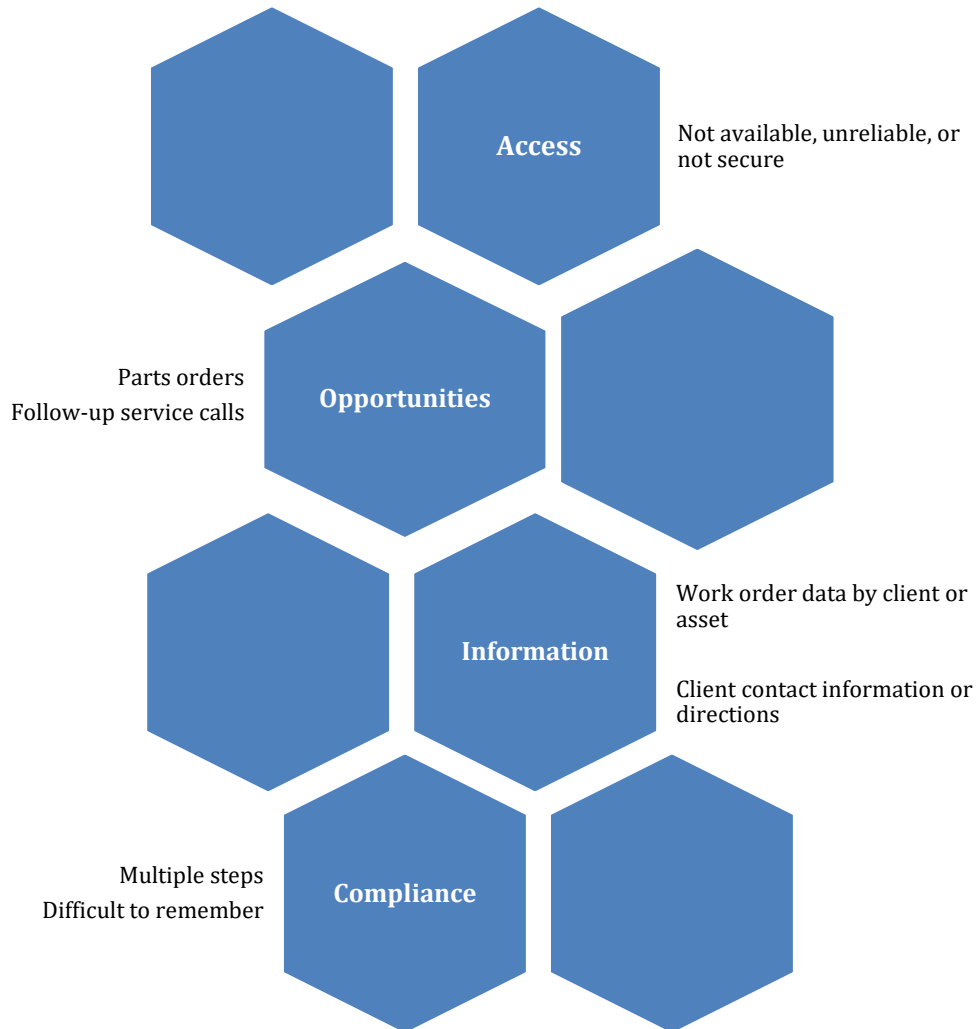 Access
Not available, unreliable, or
not secure
Parts orders
Follow-up service calls
Opportunities
Information
Work order data by client or
asset
Client contact information or
directions
Multiple steps
Difficult to remember
Compliance